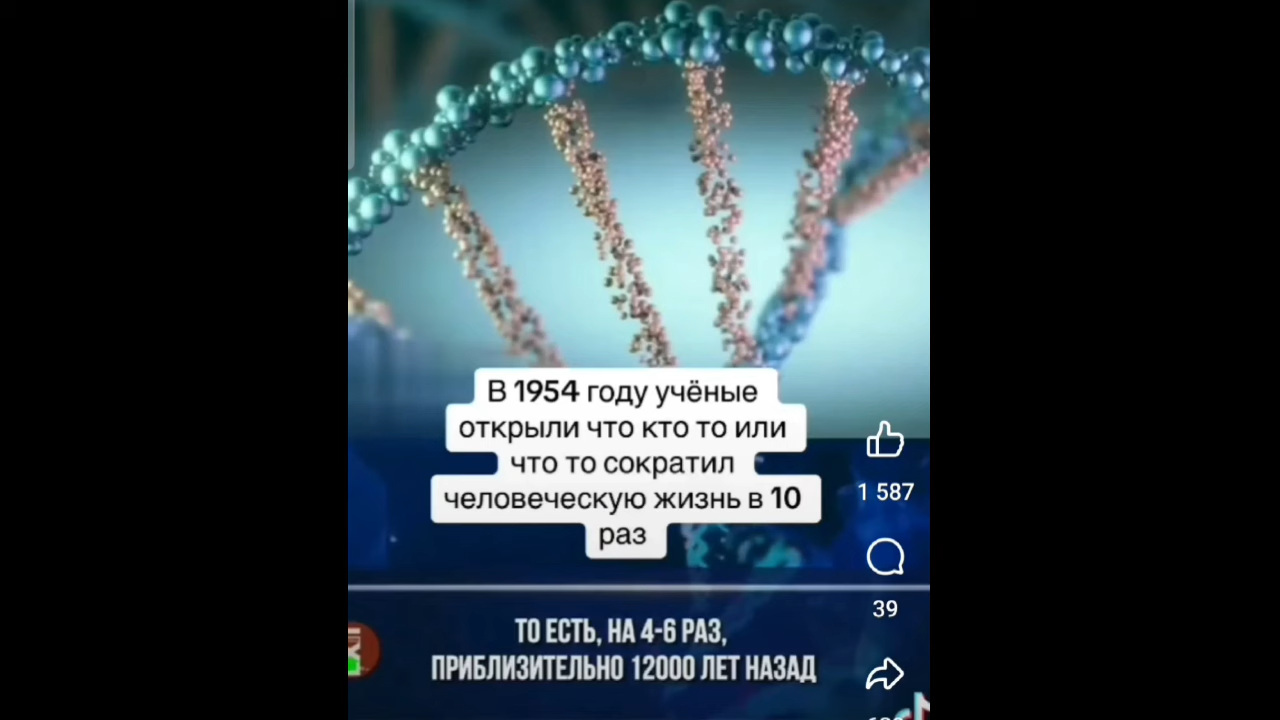 В 1954 году учёные
открыли что кто то или
что то сократил
человеческую жизнь в 10
раз
1 587
39
ТО ЕСТЬ, НА 4-6 РАЗ,
ПРИБЛИЗИТЕЛЬНО 12000 ЛЕТ НАЗАД